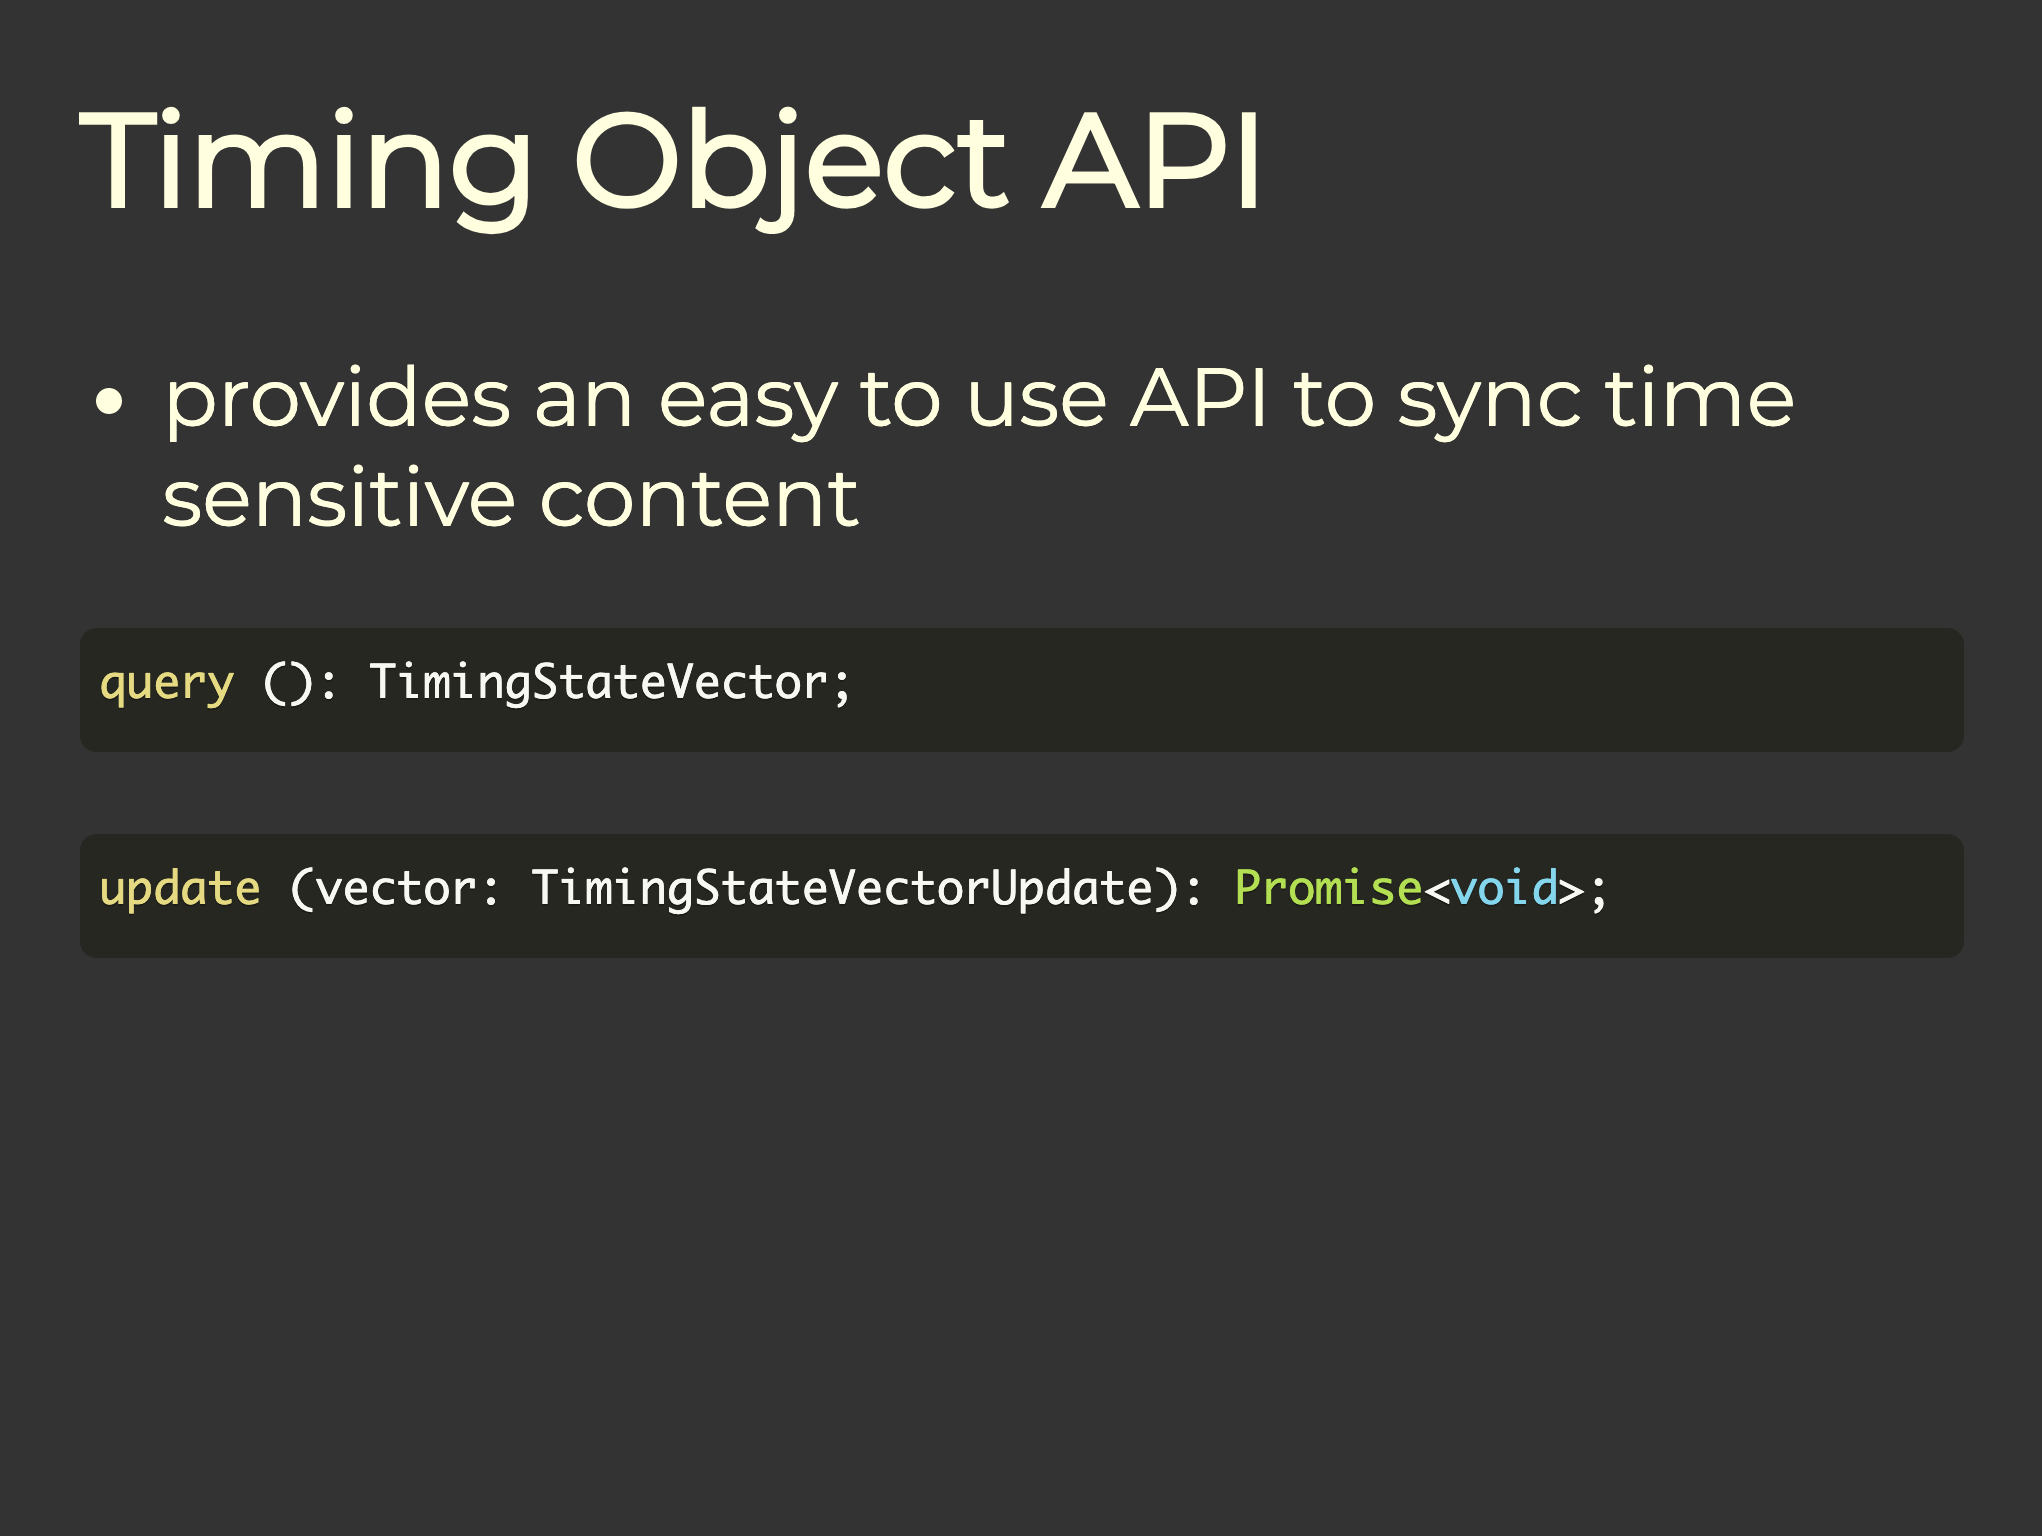 Timing Object API
• provides an easy to use API to sync time
sensitive content
query (): TimingStateVector;
update (vector: TimingStateVectorUpdate): Promise<void>;